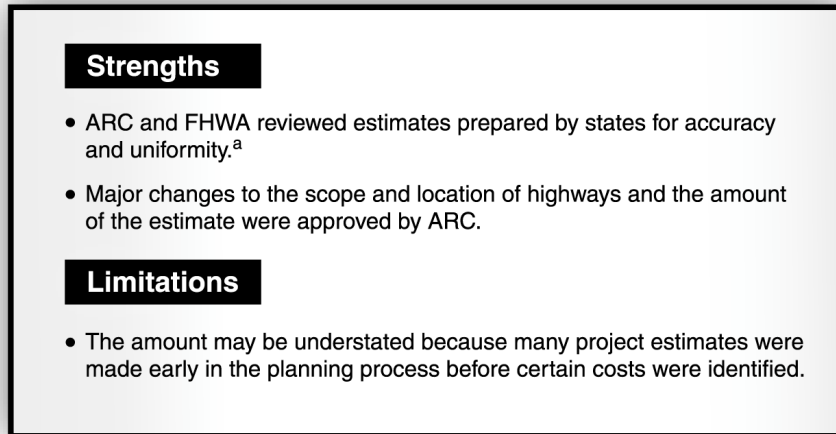 Strengths
• ARC and FHWA reviewed estimates prepared by states for accuracy
and uniformity.a
• Major changes to the scope and location of highways and the amount
of the estimate were approved by ARC.
Limitations
• The amount may be understated because many project estimates were
made early in the planning process before certain costs were identified.